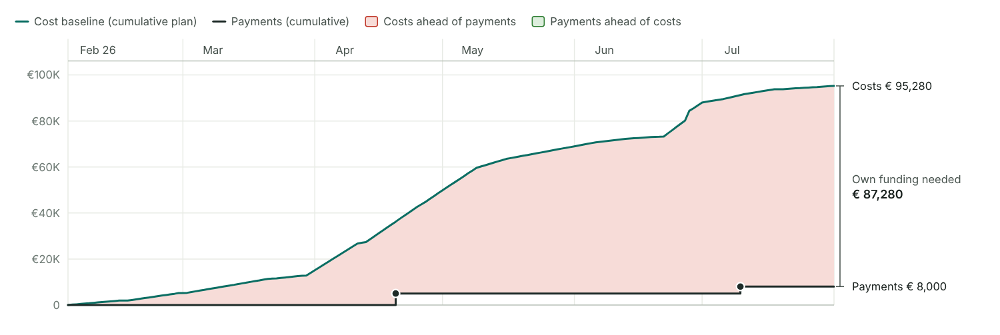 Cost baseline (cumulative plan) Payments (cumulative) Costs ahead of payments Payments ahead of costs
Feb 26 Mar Apr May Jun Jul
€100K
Costs € 95,280
€80K
€60K
Own funding needed
€ 87,280
€40K
€20K
Payments € 8,000
0